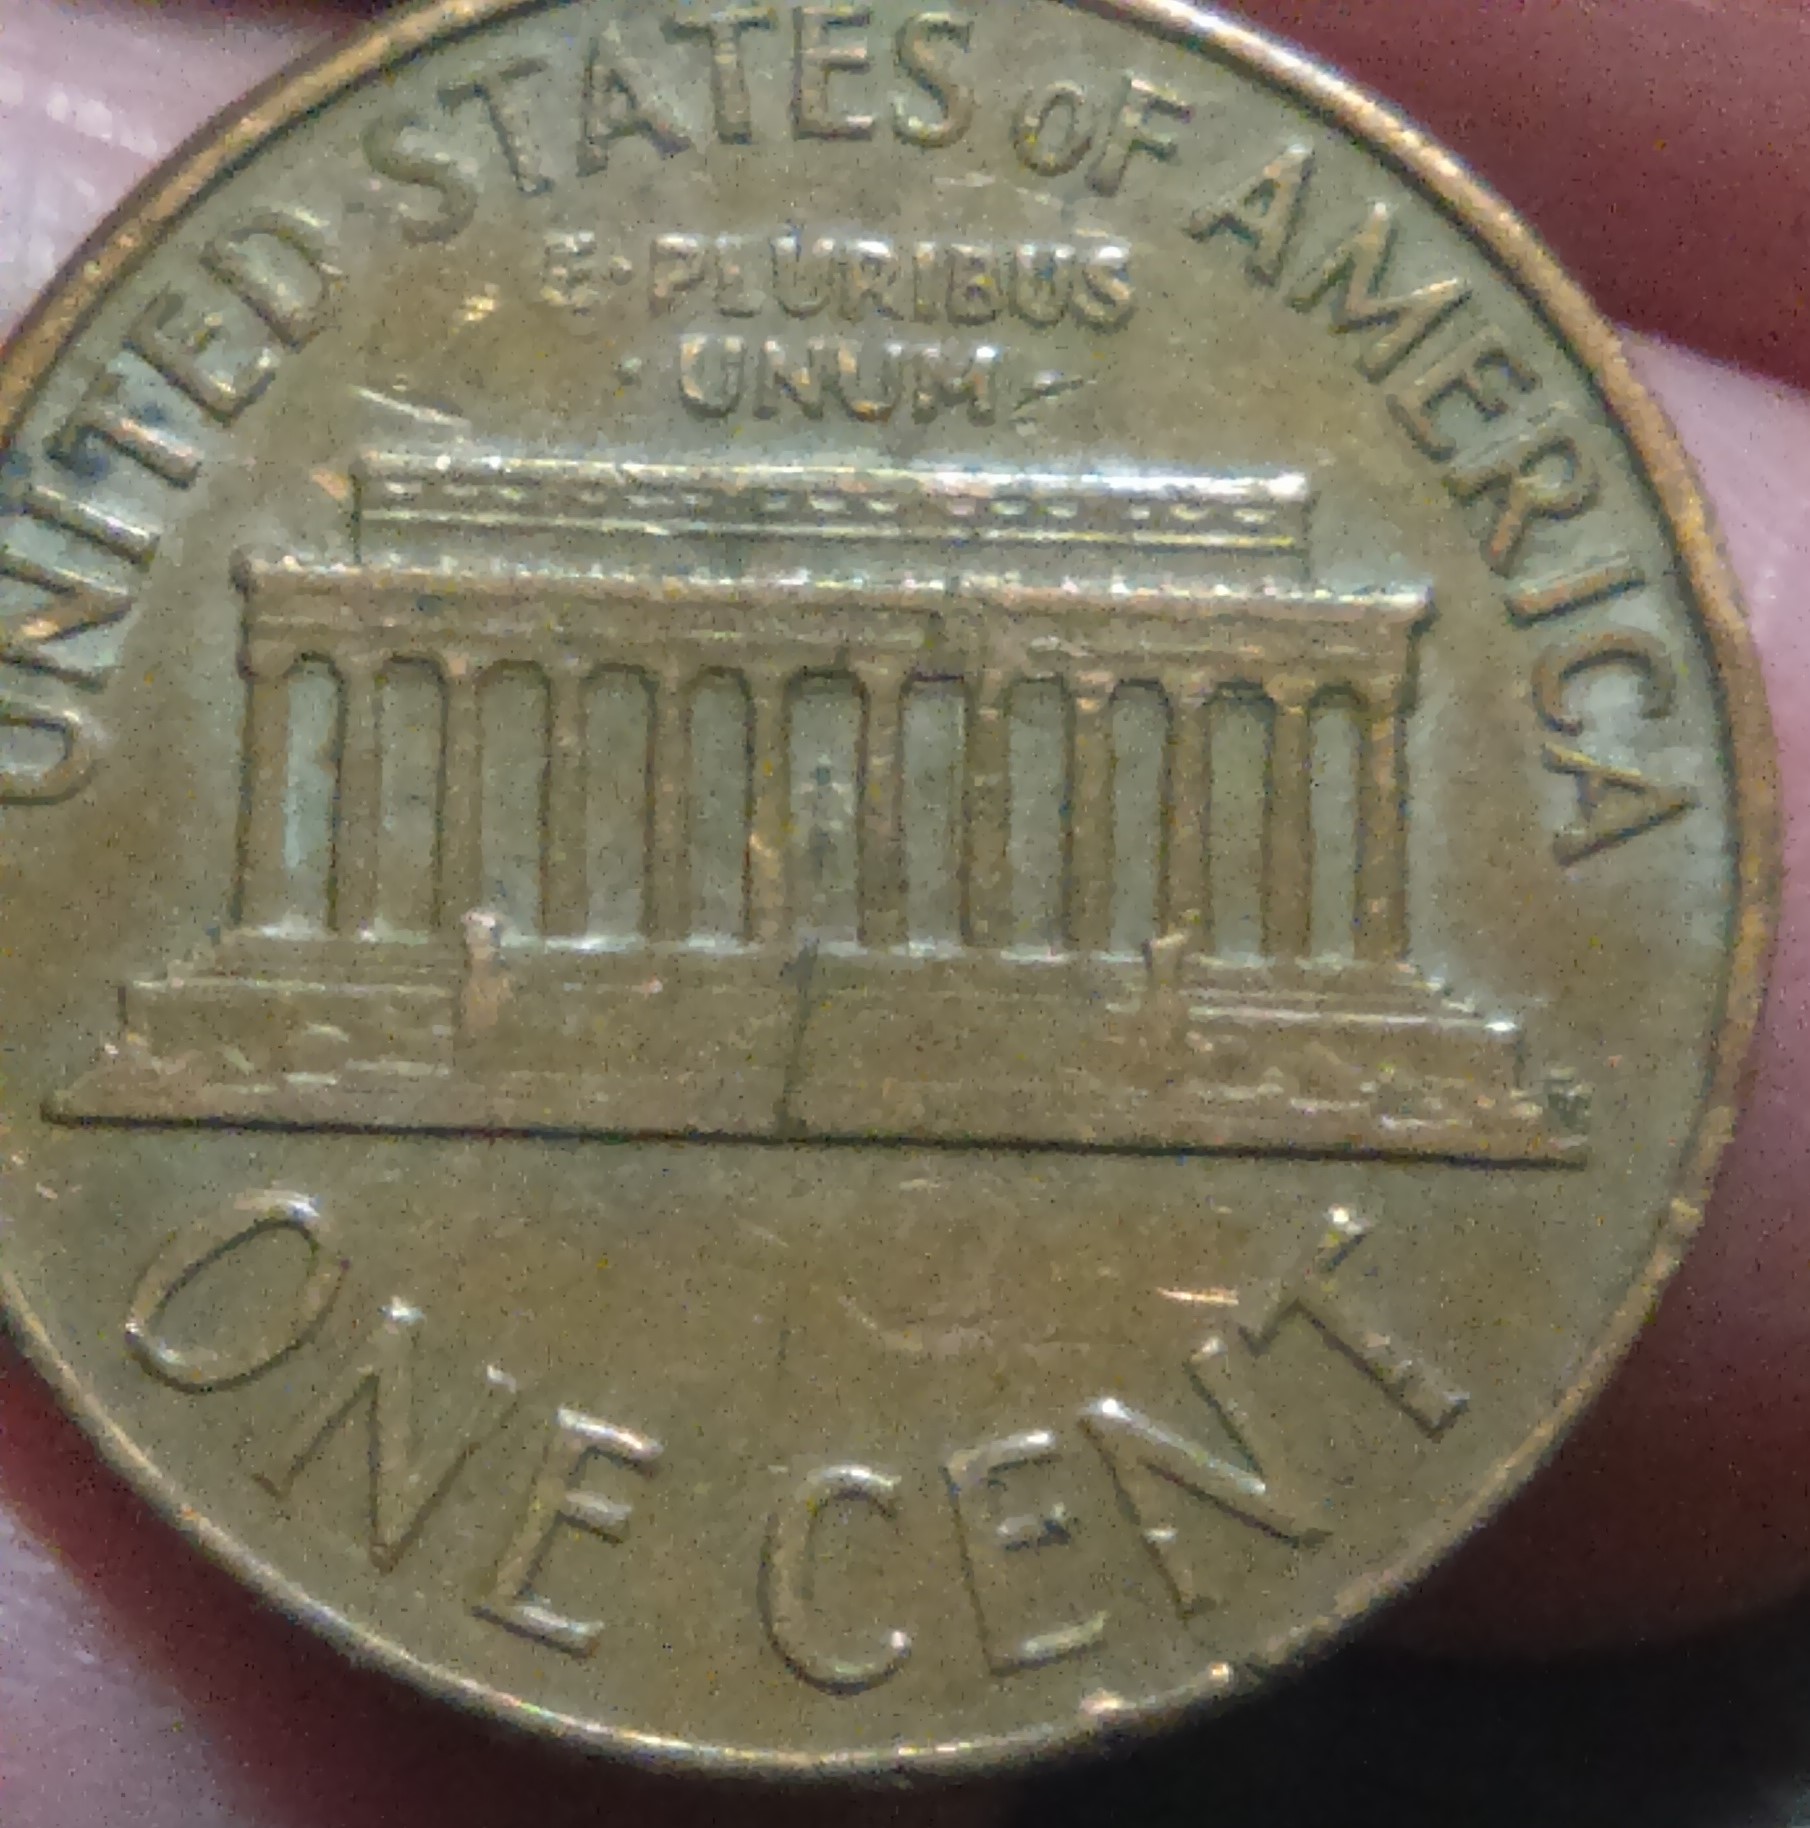 UNITED STATES OF AMERICA
E·PLURIBUS
UNUM
ONE CENT